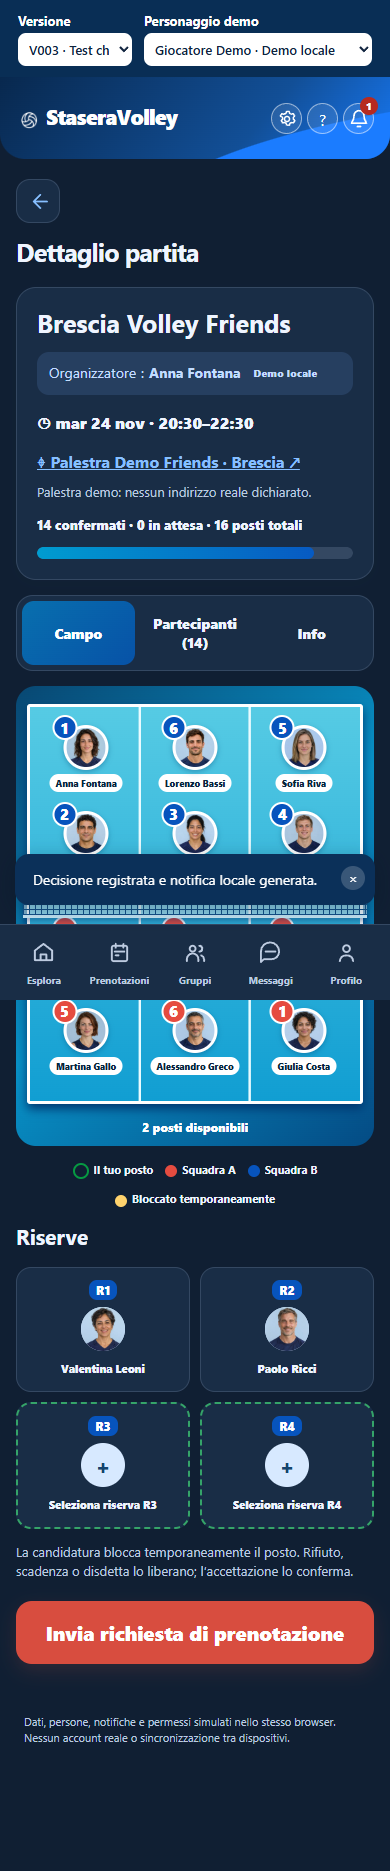 Versione
Personaggio demo
V003 · Test ch
Giocatore Demo · Demo locale
StaseraVolley
?
1
Dettaglio partita
Brescia Volley Friends
Organizzatore : Anna Fontana Demo locale
mar 24 nov · 20:30–22:30
Palestra Demo Friends · Brescia ↗
Palestra demo: nessun indirizzo reale dichiarato.
14 confermati · 0 in attesa · 16 posti totali
Campo
Partecipanti
(14)
Info
1
6
5
Anna Fontana
Lorenzo Bassi
Sofia Riva
2
3
4
Decisione registrata e notifica locale generata.
×
Esplora
Prenotazioni
Gruppi
Messaggi
Profilo
5
6
1
Martina Gallo
Alessandro Greco
Giulia Costa
2 posti disponibili
Il tuo posto
Squadra A
Squadra B
Bloccato temporaneamente
Riserve
R1
R2
Valentina Leoni
Paolo Ricci
R3
R4
+
+
Seleziona riserva R3
Seleziona riserva R4
La candidatura blocca temporaneamente il posto. Rifiuto,
scadenza o disdetta lo liberano; l'accettazione lo conferma.
Invia richiesta di prenotazione
Dati, persone, notifiche e permessi simulati nello stesso browser.
Nessun account reale o sincronizzazione tra dispositivi.